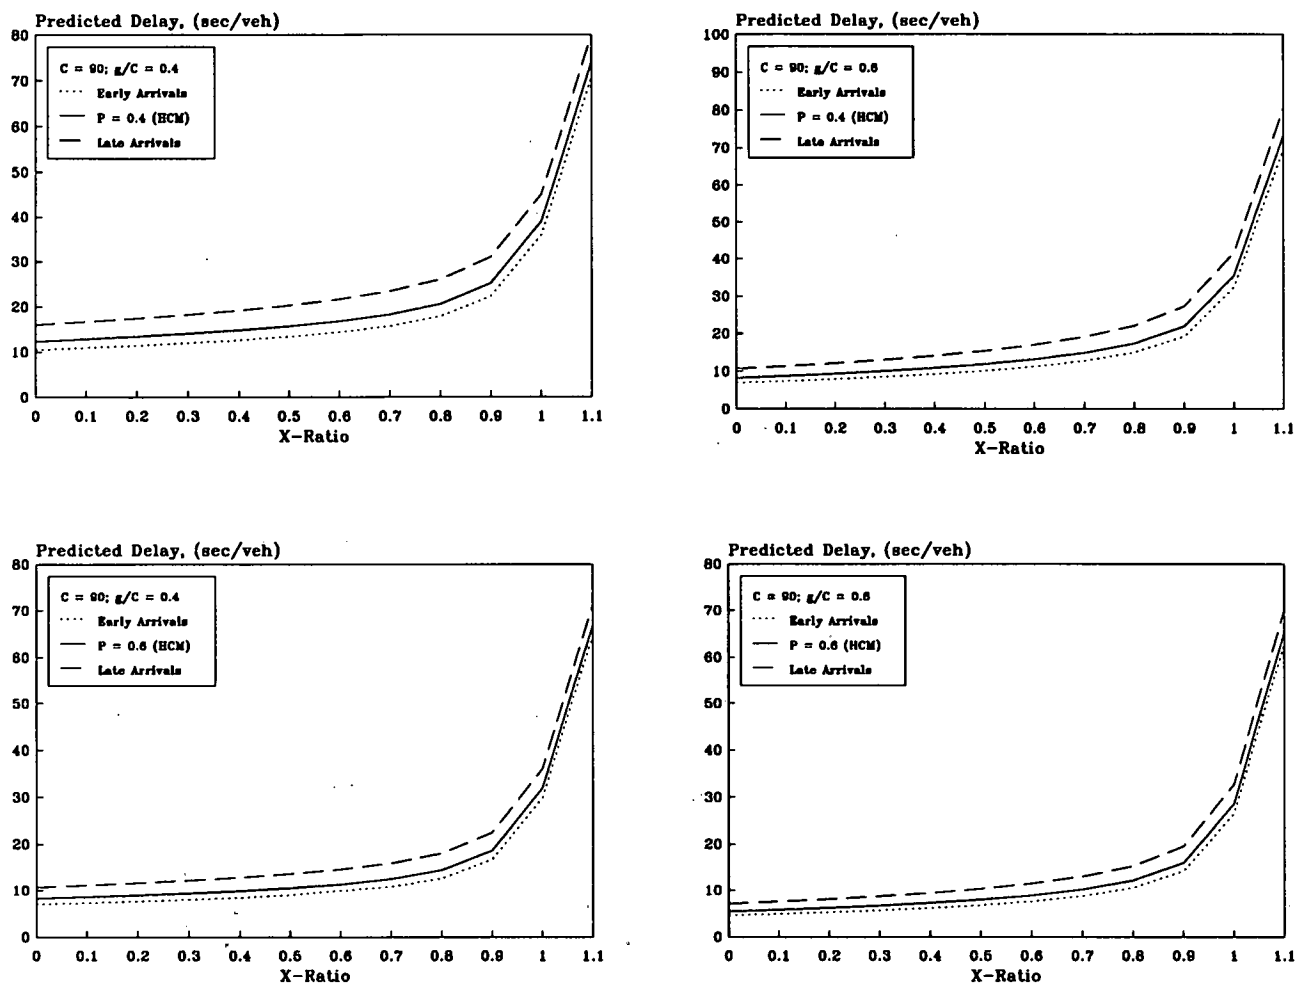 Predicted Delay, (sec/veh)
80
70
60
50
40
30
20
10
0
C = 90; g/C = 0.4
Early Arrivals
P = 0.4 (HCM)
Late Arrivals
0 0.1 0.2 0.3 0.4 0.5 0.6 0.7 0.8 0.9 1 1.1
X-Ratio
Predicted Delay, (sec/veh)
100
90
80
70
60
50
40
30
20
10
0
C = 90; g/C = 0.6
Early Arrivals
P = 0.4 (HCM)
Late Arrivals
0 0.1 0.2 0.3 0.4 0.5 0.6 0.7 0.8 0.9 1 1.1
X-Ratio
Predicted Delay, (sec/veh)
80
70
60
50
40
30
20
10
0
C = 90; g/C = 0.4
Early Arrivals
P = 0.6 (HCM)
Late Arrivals
0 0.1 0.2 0.3 0.4 0.5 0.6 0.7 0.8 0.9 1 1.1
X-Ratio
Predicted Delay, (sec/veh)
80
70
60
50
40
30
20
10
0
C = 90; g/C = 0.6
Early Arrivals
P = 0.6 (HCM)
Late Arrivals
0 0.1 0.2 0.3 0.4 0.5 0.6 0.7 0.8 0.9 1 1.1
X-Ratio